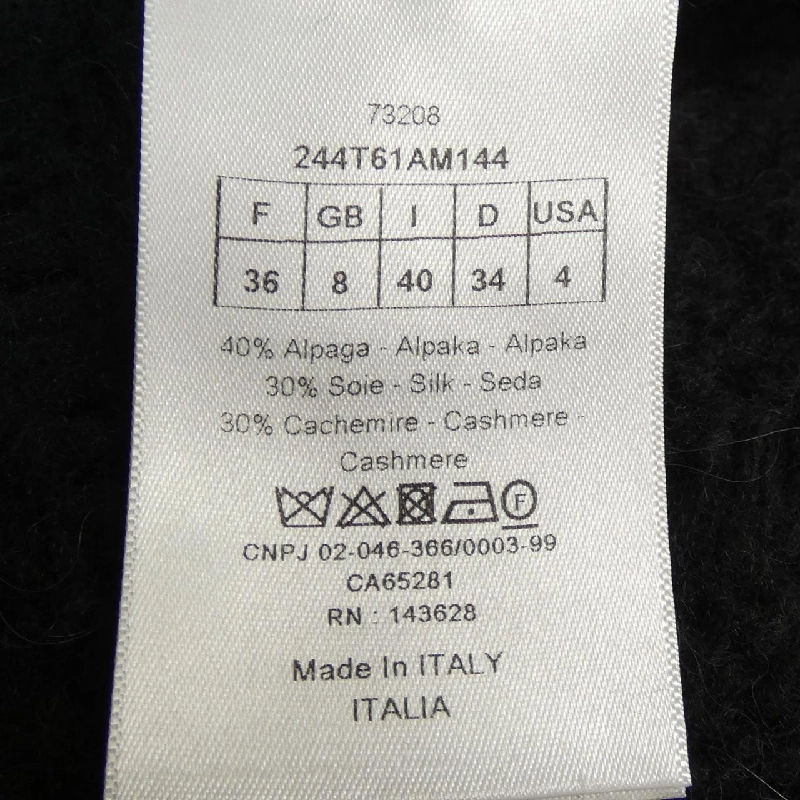 73208
244T61AM144
F GB I D USA
36 8 40 34 4
40% Alpaga - Alpaka - Alpaka
30% Soie - Silk - Seda
30% Cachemire - Cashmere -
Cashmere
F
CNPJ 02-046-366/0003-99
CA65281
RN : 143628
Made In ITALY
ITALIA